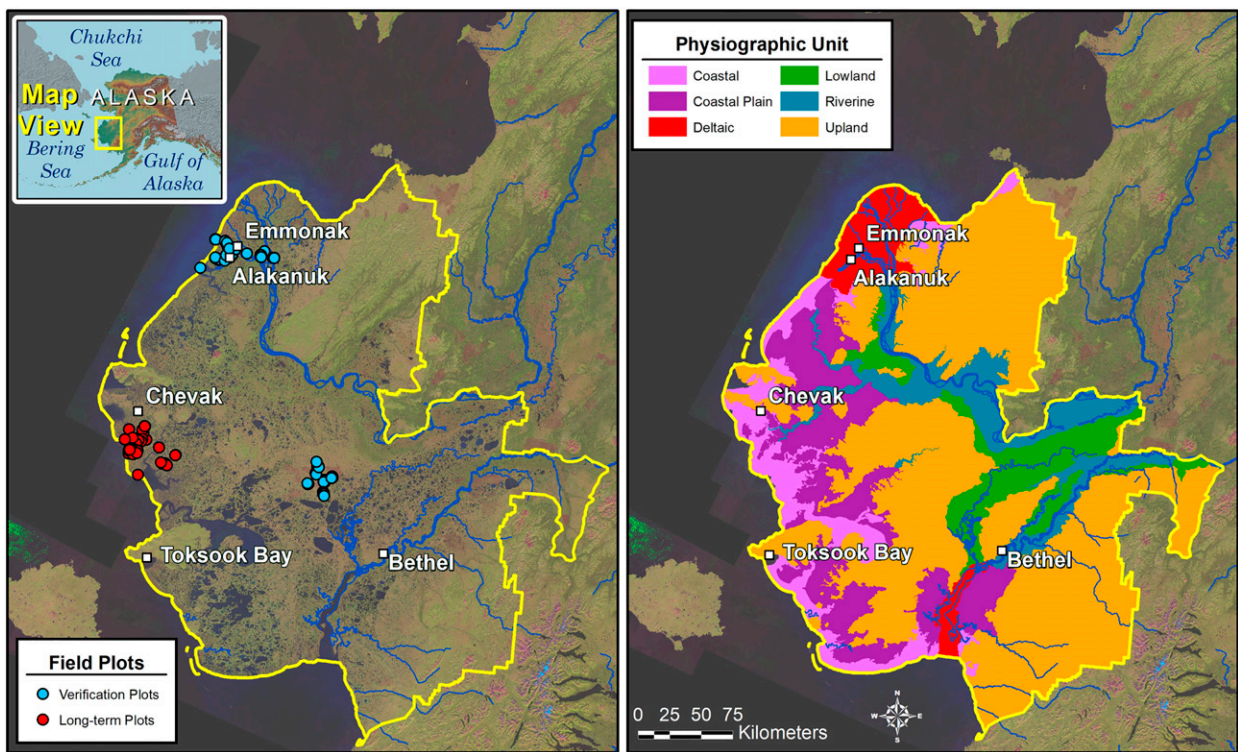 Chukchi
Sea
Map
View
ALASKA
Bering
Sea
Gulf of
Alaska
Emmonak
Alakanuk
Chevak
Toksook Bay
Bethel
Field Plots
Verification Plots
Long-term Plots
Physiographic Unit
Coastal
Lowland
Coastal Plain
Riverine
Deltaic
Upland
Emmonak
Alakanuk
Chevak
Toksook Bay
Bethel
N
W E
S
0 25 50 75
Kilometers